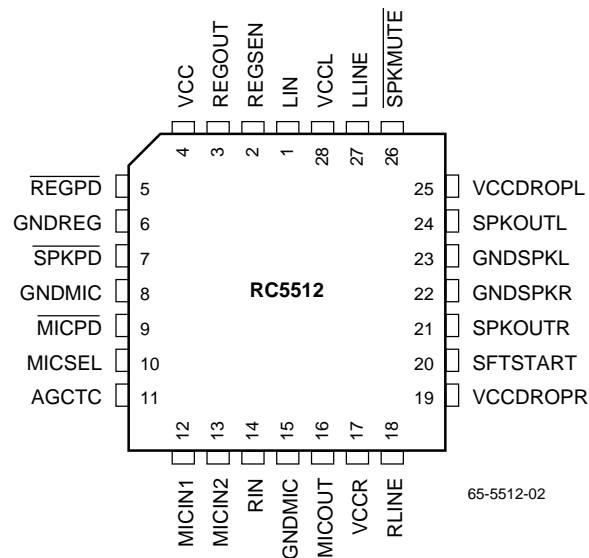 VCC
REGOUT
REGSEN
LIN
VCCL
LLINE
SPKMUTE
4
3
2
1
28
27
26
REGPD 5
GNDREG 6
SPKPD 7
GNDMIC 8
MICPD 9
MICSEL 10
AGCTC 11
RC5512
25 VCCDROPL
24 SPKOUTL
23 GNDSPKL
22 GNDSPKR
21 SPKOUTR
20 SFTSTART
19 VCCDROPR
12
13
14
15
16
17
18
MICIN1
MICIN2
RIN
GNDMIC
MICOUT
VCCR
RLINE
65-5512-02